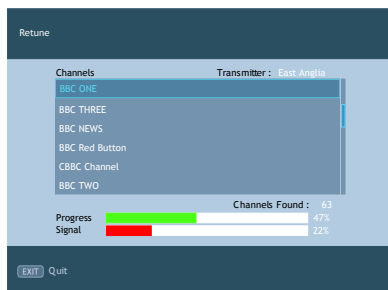 Retune
Channels Transmitter : East Anglia
BBC ONE
BBC THREE
BBC NEWS
BBC Red Button
CBBC Channel
BBC TWO
Channels Found : 63
Progress 47%
Signal 22%
EXIT Quit